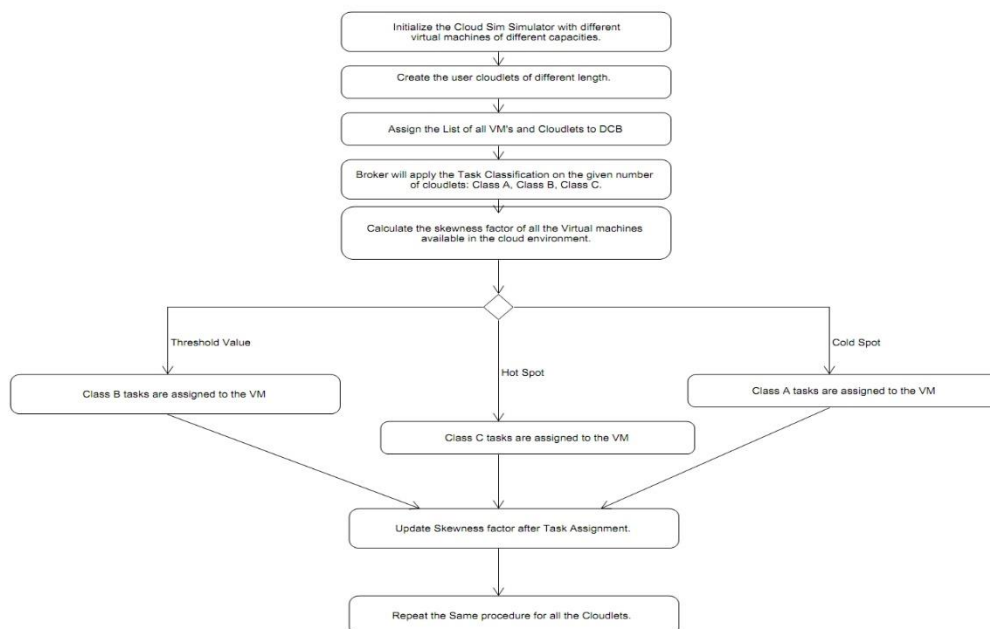 Initialize the Cloud Sim Simulator with different
virtual machines of different capacities.
Create the user cloudlets of different length.
Assign the List of all VM's and Cloudlets to DCB
Broker will apply the Task Classification on the given number
of cloudlets: Class A, Class B, Class C.
Calculate the skewness factor of all the Virtual machines
available in the cloud environment.
Threshold Value
Hot Spot
Cold Spot
Class B tasks are assigned to the VM
Class C tasks are assigned to the VM
Class A tasks are assigned to the VM
Update Skewness factor after Task Assignment.
Repeat the Same procedure for all the Cloudlets.